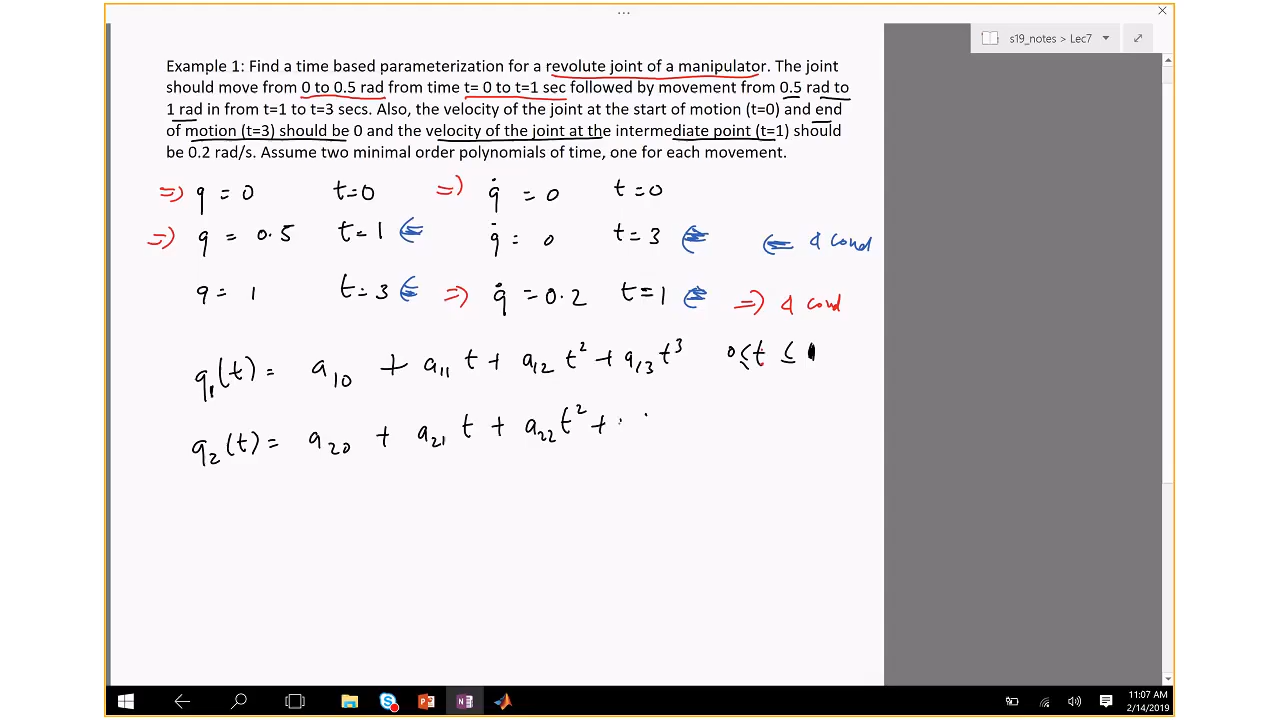 s19_notes > Lec7
Example 1: Find a time based parameterization for a revolute joint of a manipulator. The joint
should move from 0 to 0.5 rad from time t= 0 to t=1 sec followed by movement from 0.5 rad to
1 rad in from t=1 to t=3 secs. Also, the velocity of the joint at the start of motion (t=0) and end
of motion (t=3) should be 0 and the velocity of the joint at the intermediate point (t=1) should
be 0.2 rad/s. Assume two minimal order polynomials of time, one for each movement.
=> q = 0 t=0 => q̇ = 0 t=0
=> q = 0.5 t=1 <= q̇ = 0 t=3 <= <= 4 cond
q = 1 t=3 <= => q̇ = 0.2 t=1 <= => 4 cond
q₁(t) = a₁₀ + a₁₁ t + a₁₂ t² + a₁₃ t³ 0 ≤ t ≤ 1
q₂(t) = a₂₀ + a₂₁ t + a₂₂ t² + . .
11:07 AM
2/14/2019